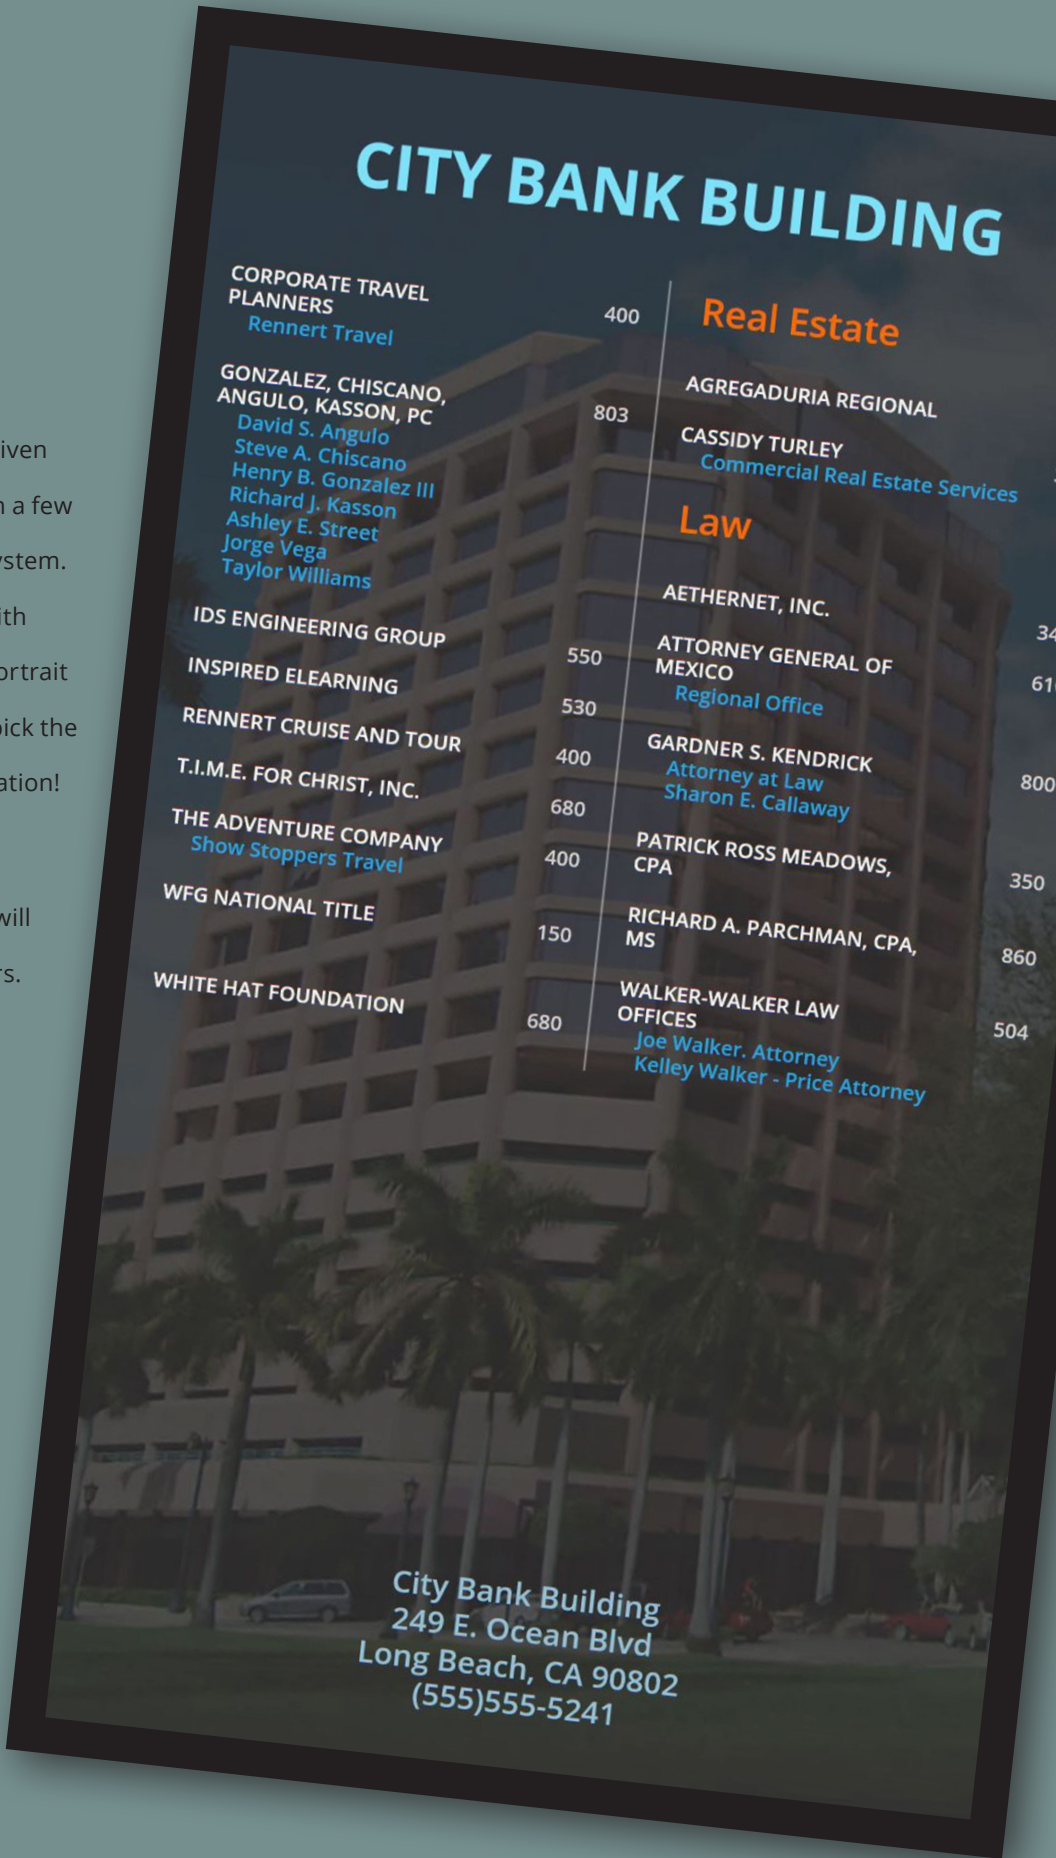 iven
a few
ith
pick the
will
CITY BANK BUILDING
CORPORATE TRAVEL
PLANNERS 400
Rennert Travel
GONZALEZ, CHISCANO,
ANGULO, KASSON, PC 803
David S. Angulo
Steve A. Chiscano
Henry B. Gonzalez III
Richard J. Kasson
Ashley E. Street
Jorge Vega
Taylor Williams
IDS ENGINEERING GROUP 550
INSPIRED ELEARNING 530
RENNERT CRUISE AND TOUR 400
T.I.M.E. FOR CHRIST, INC. 680
THE ADVENTURE COMPANY 400
Show Stoppers Travel
WFG NATIONAL TITLE 150
WHITE HAT FOUNDATION 680
Real Estate
AGREGADURIA REGIONAL
CASSIDY TURLEY
Commercial Real Estate Services
Law
AETHERNET, INC.
ATTORNEY GENERAL OF
MEXICO
Regional Office
GARDNER S. KENDRICK 800
Attorney at Law
Sharon E. Callaway
PATRICK ROSS MEADOWS,
CPA 350
RICHARD A. PARCHMAN, CPA,
MS 860
WALKER-WALKER LAW
OFFICES 504
Joe Walker. Attorney
Kelley Walker - Price Attorney
City Bank Building
249 E. Ocean Blvd
Long Beach, CA 90802
(555)555-5241